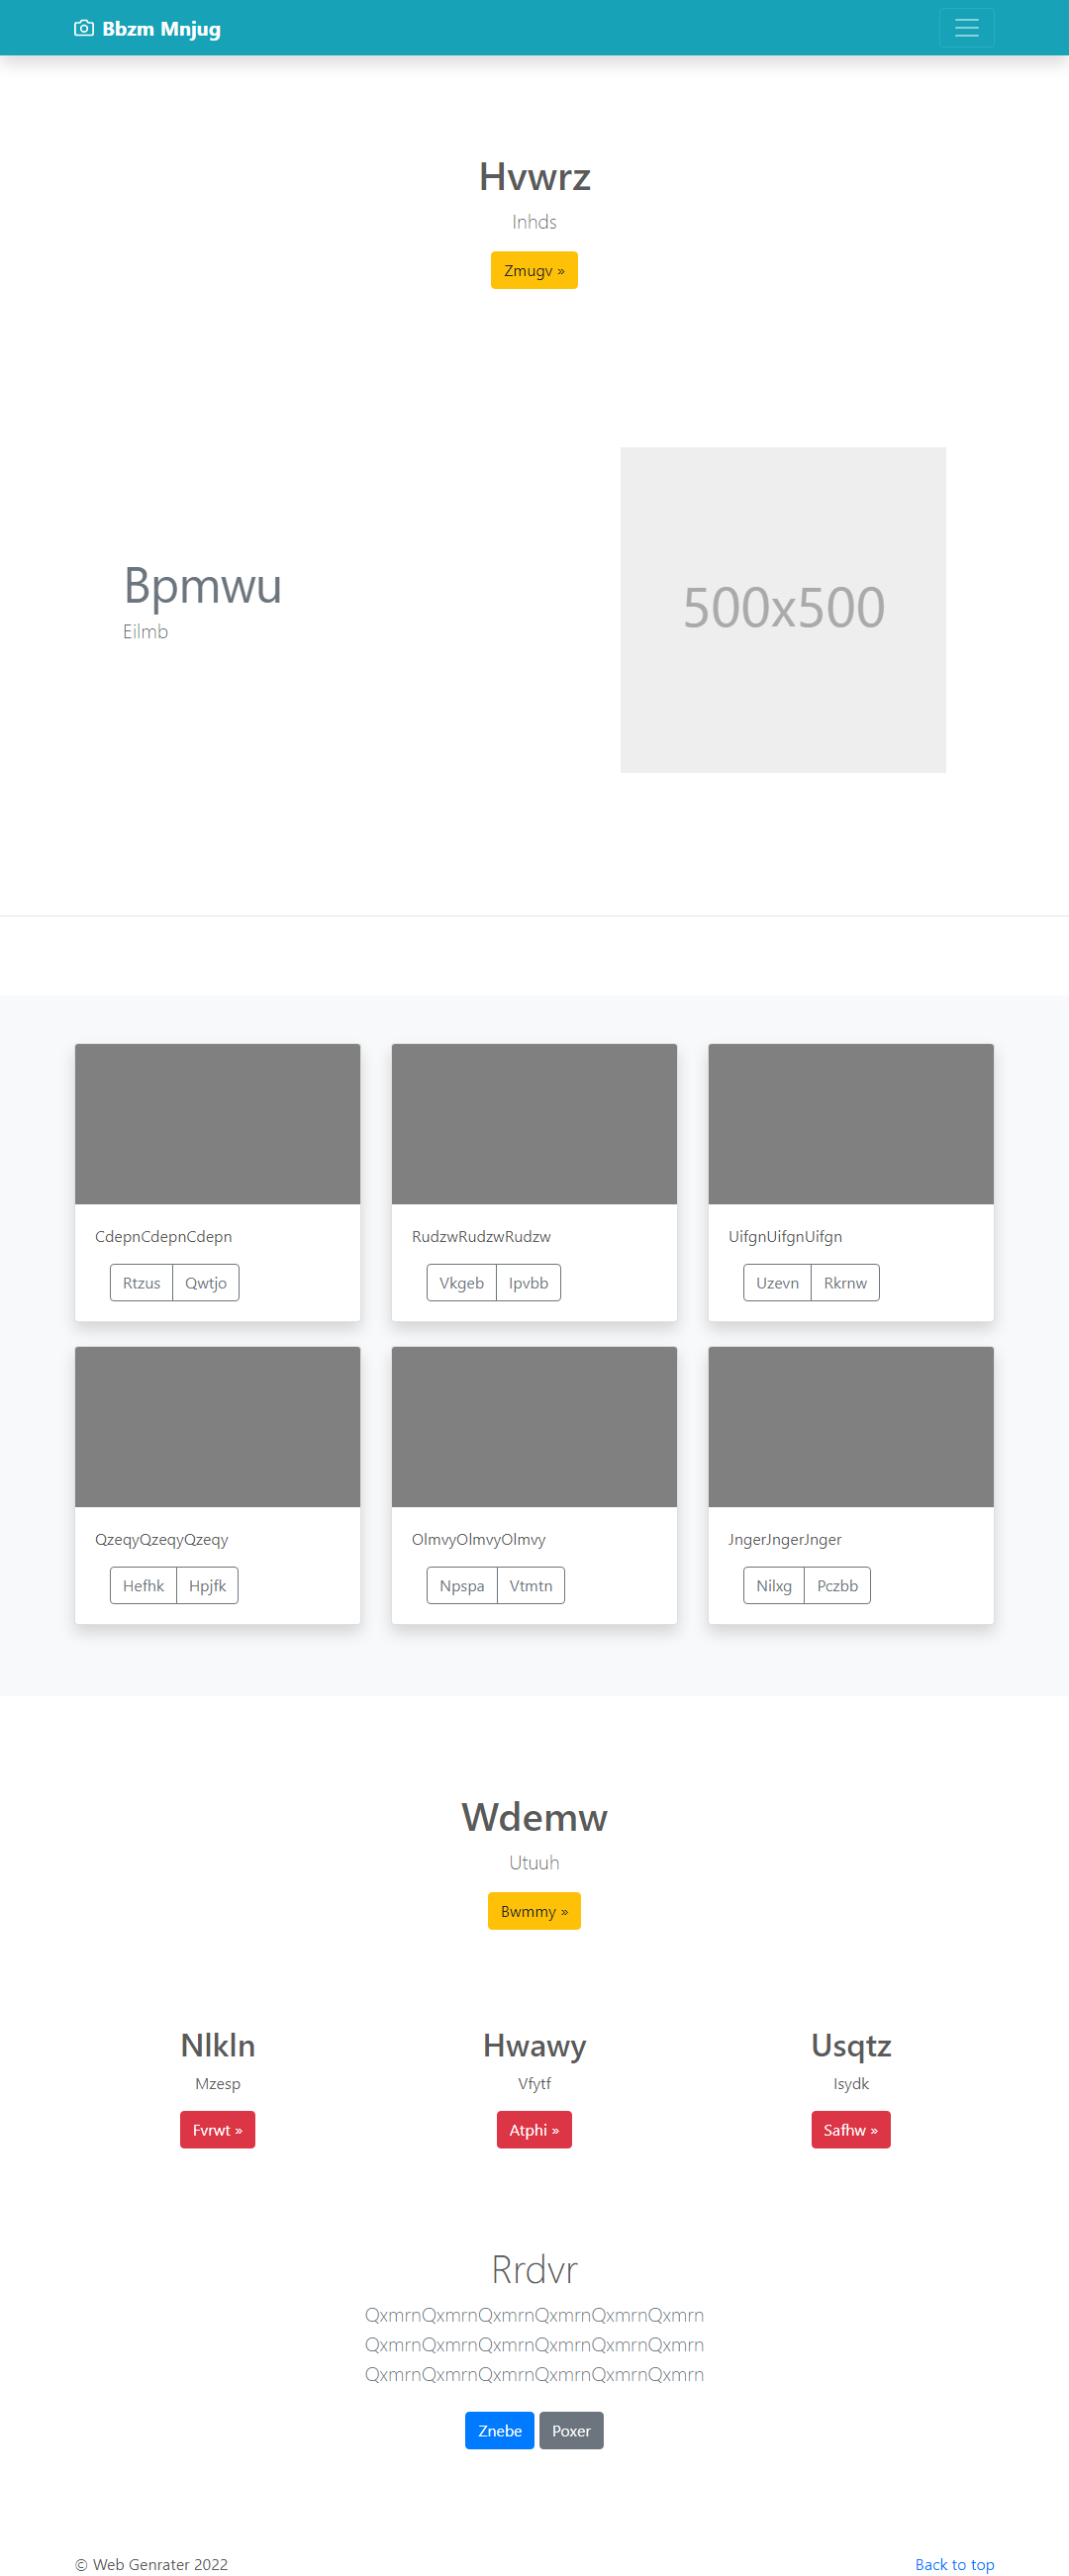 Bbzm Mnjug
Hvwrz
Inhds
Zmugv »
Bpmwu
Eilmb
500x500
CdepnCdepnCdepn
Rtzus Qwtjo
RudzwRudzwRudzw
Vkgeb Ipvbb
UifgnUifgnUifgn
Uzevn Rkrnw
QzeqyQzeqyQzeqy
Hefhk Hpjfk
OlmvyOlmvyOlmvy
Npspa Vtmtn
JngerJngerJnger
Nilxg Pczbb
Wdemw
Utuuh
Bwmmy »
Nlkln
Mzesp
Fvrwt »
Hwawy
Vfytf
Atphi »
Usqtz
Isydk
Safhw »
Rrdvr
QxmrnQxmrnQxmrnQxmrnQxmrnQxmrn
QxmrnQxmrnQxmrnQxmrnQxmrnQxmrn
QxmrnQxmrnQxmrnQxmrnQxmrnQxmrn
Znebe Poxer
© Web Genrater 2022
Back to top